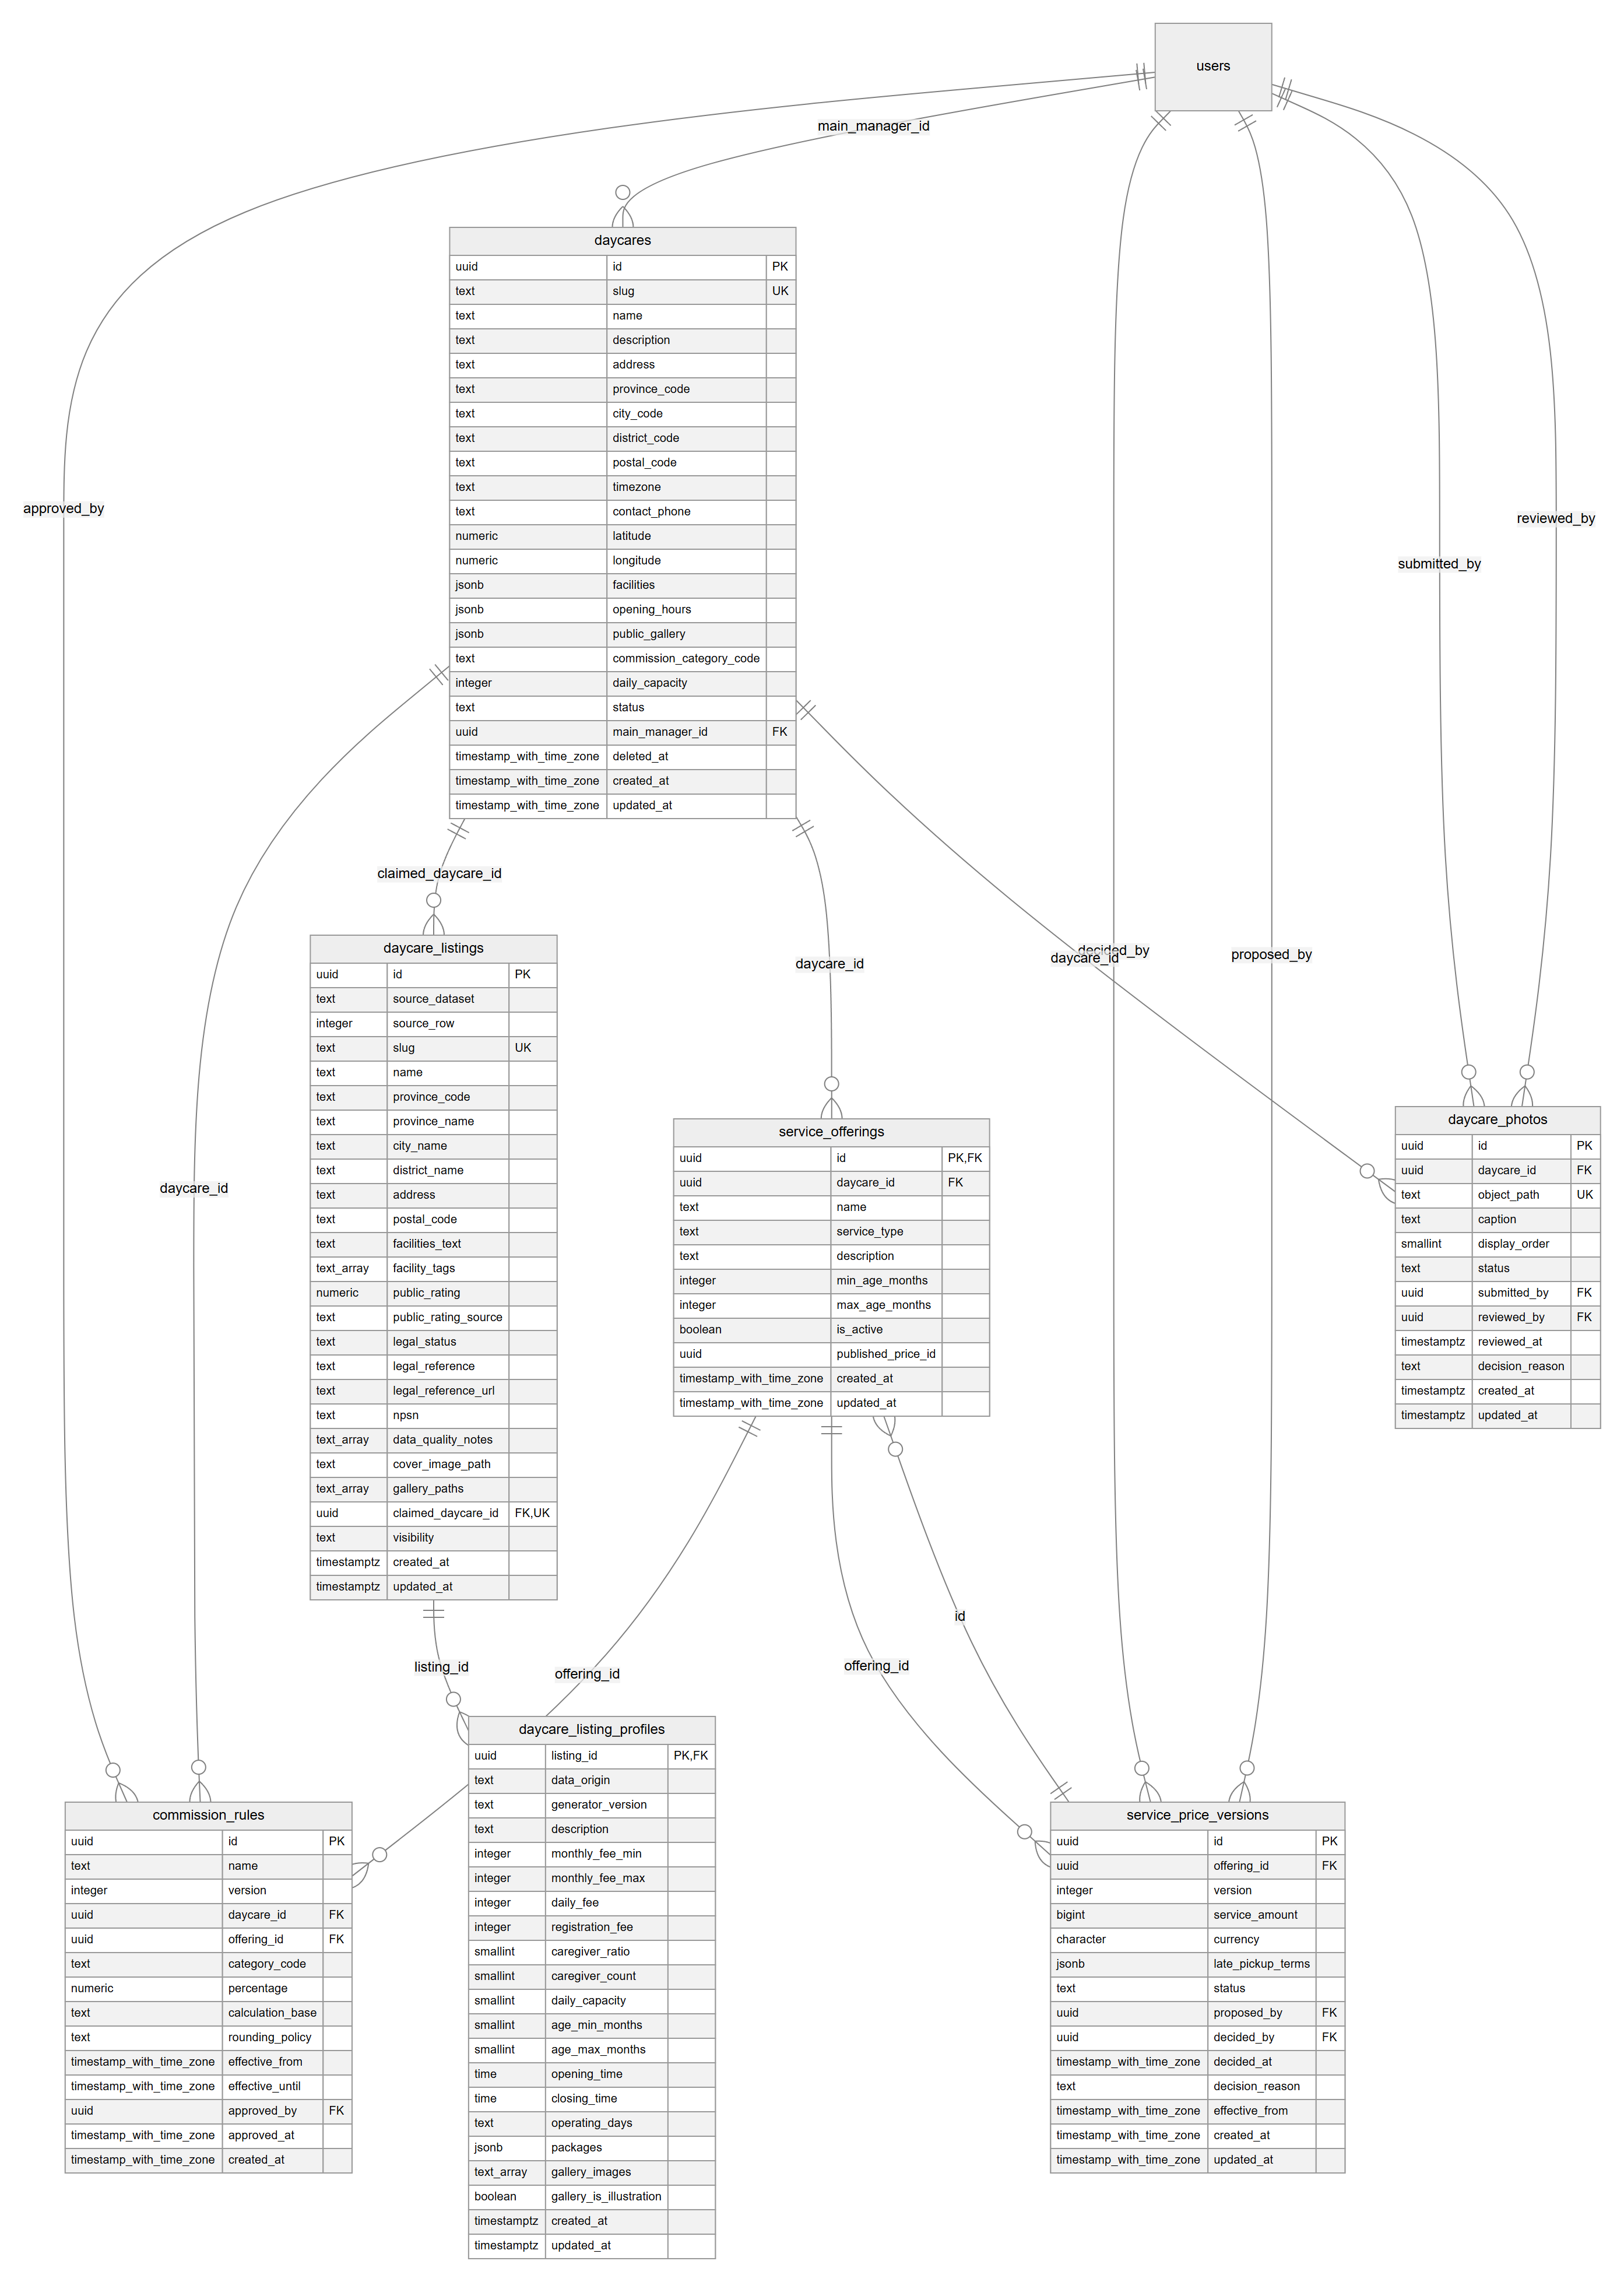 users
main_manager_id
daycares
uuid id PK
text slug UK
text name
text description
text address
text province_code
text city_code
text district_code
text postal_code
text timezone
text contact_phone
numeric latitude
numeric longitude
jsonb facilities
jsonb opening_hours
jsonb public_gallery
text commission_category_code
integer daily_capacity
text status
uuid main_manager_id FK
timestamp_with_time_zone deleted_at
timestamp_with_time_zone created_at
timestamp_with_time_zone updated_at
approved_by
reviewed_by
submitted_by
claimed_daycare_id
daycare_id
decided_by
daycare_id
proposed_by
daycare_id
daycare_listings
uuid id PK
text source_dataset
integer source_row
text slug UK
text name
text province_code
text province_name
text city_name
text district_name
text address
text postal_code
text facilities_text
text_array facility_tags
numeric public_rating
text public_rating_source
text legal_status
text legal_reference
text legal_reference_url
text npsn
text_array data_quality_notes
text cover_image_path
text_array gallery_paths
uuid claimed_daycare_id FK,UK
text visibility
timestamptz created_at
timestamptz updated_at
service_offerings
uuid id PK,FK
uuid daycare_id FK
text name
text service_type
text description
integer min_age_months
integer max_age_months
boolean is_active
uuid published_price_id
timestamp_with_time_zone created_at
timestamp_with_time_zone updated_at
daycare_photos
uuid id PK
uuid daycare_id FK
text object_path UK
text caption
smallint display_order
text status
uuid submitted_by FK
uuid reviewed_by FK
timestamptz reviewed_at
text decision_reason
timestamptz created_at
timestamptz updated_at
id
listing_id
offering_id
offering_id
commission_rules
uuid id PK
text name
integer version
uuid daycare_id FK
uuid offering_id FK
text category_code
numeric percentage
text calculation_base
text rounding_policy
timestamp_with_time_zone effective_from
timestamp_with_time_zone effective_until
uuid approved_by FK
timestamp_with_time_zone approved_at
timestamp_with_time_zone created_at
daycare_listing_profiles
uuid listing_id PK,FK
text data_origin
text generator_version
text description
integer monthly_fee_min
integer monthly_fee_max
integer daily_fee
integer registration_fee
smallint caregiver_ratio
smallint caregiver_count
smallint daily_capacity
smallint age_min_months
smallint age_max_months
time opening_time
time closing_time
text operating_days
jsonb packages
text_array gallery_images
boolean gallery_is_illustration
timestamptz created_at
timestamptz updated_at
service_price_versions
uuid id PK
uuid offering_id FK
integer version
bigint service_amount
character currency
jsonb late_pickup_terms
text status
uuid proposed_by FK
uuid decided_by FK
timestamp_with_time_zone decided_at
text decision_reason
timestamp_with_time_zone effective_from
timestamp_with_time_zone created_at
timestamp_with_time_zone updated_at